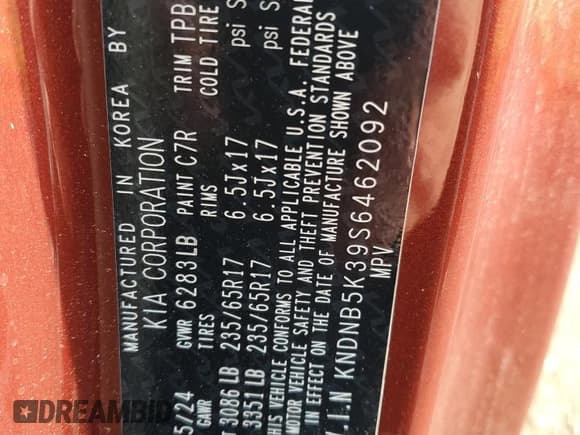 MANUFACTURED IN KOREA BY
KIA CORPORATION
5/24 GVWR 6283LB PAINT C7R TRIM TPB
GAWR TIRES RIMS COLD TIRE
T 3086LB 235/65R17 6.5Jx17 psi
3351LB 235/65R17 6.5Jx17 psi
THIS VEHICLE CONFORMS TO ALL APPLICABLE U.S.A. FEDERAL
MOTOR VEHICLE SAFETY AND THEFT PREVENTION STANDARDS
IN EFFECT ON THE DATE OF MANUFACTURE SHOWN ABOVE
V.I.N KNDNB5K39S6462092
MPV
DREAMBID